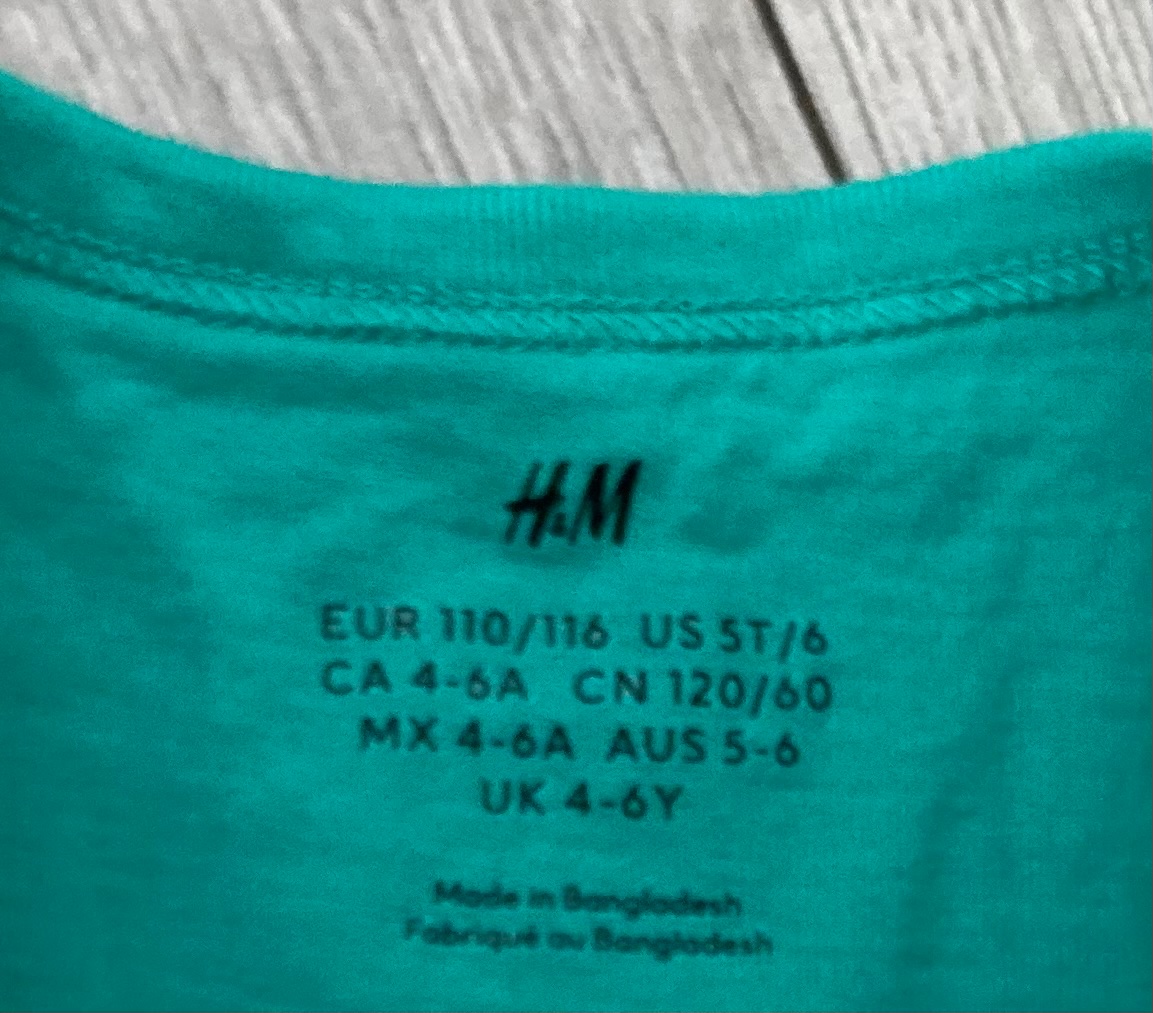 H&M
EUR 110/116 US 5T/6
CA 4-6A CN 120/60
MX 4-6A AUS 5-6
UK 4-6Y
Made in Bangladesh
Fabriqué au Bangladesh